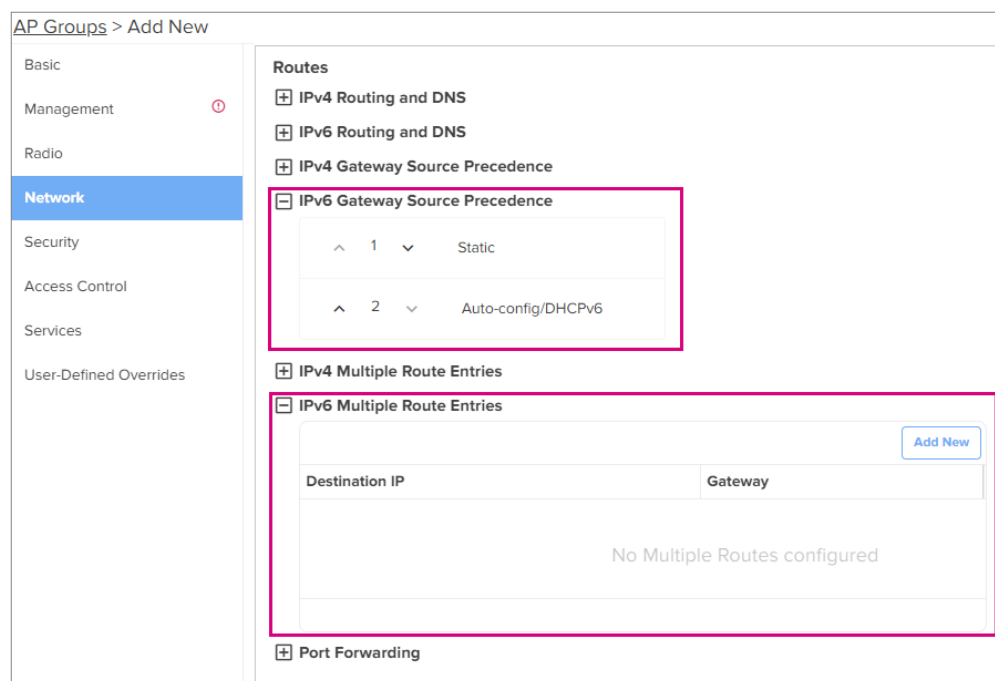 AP Groups > Add New
Basic
Management
Radio
Network
Security
Access Control
Services
User-Defined Overrides
Routes
IPv4 Routing and DNS
IPv6 Routing and DNS
IPv4 Gateway Source Precedence
IPv6 Gateway Source Precedence
1 Static
2 Auto-config/DHCPv6
IPv4 Multiple Route Entries
IPv6 Multiple Route Entries
Add New
Destination IP Gateway
No Multiple Routes configured
Port Forwarding